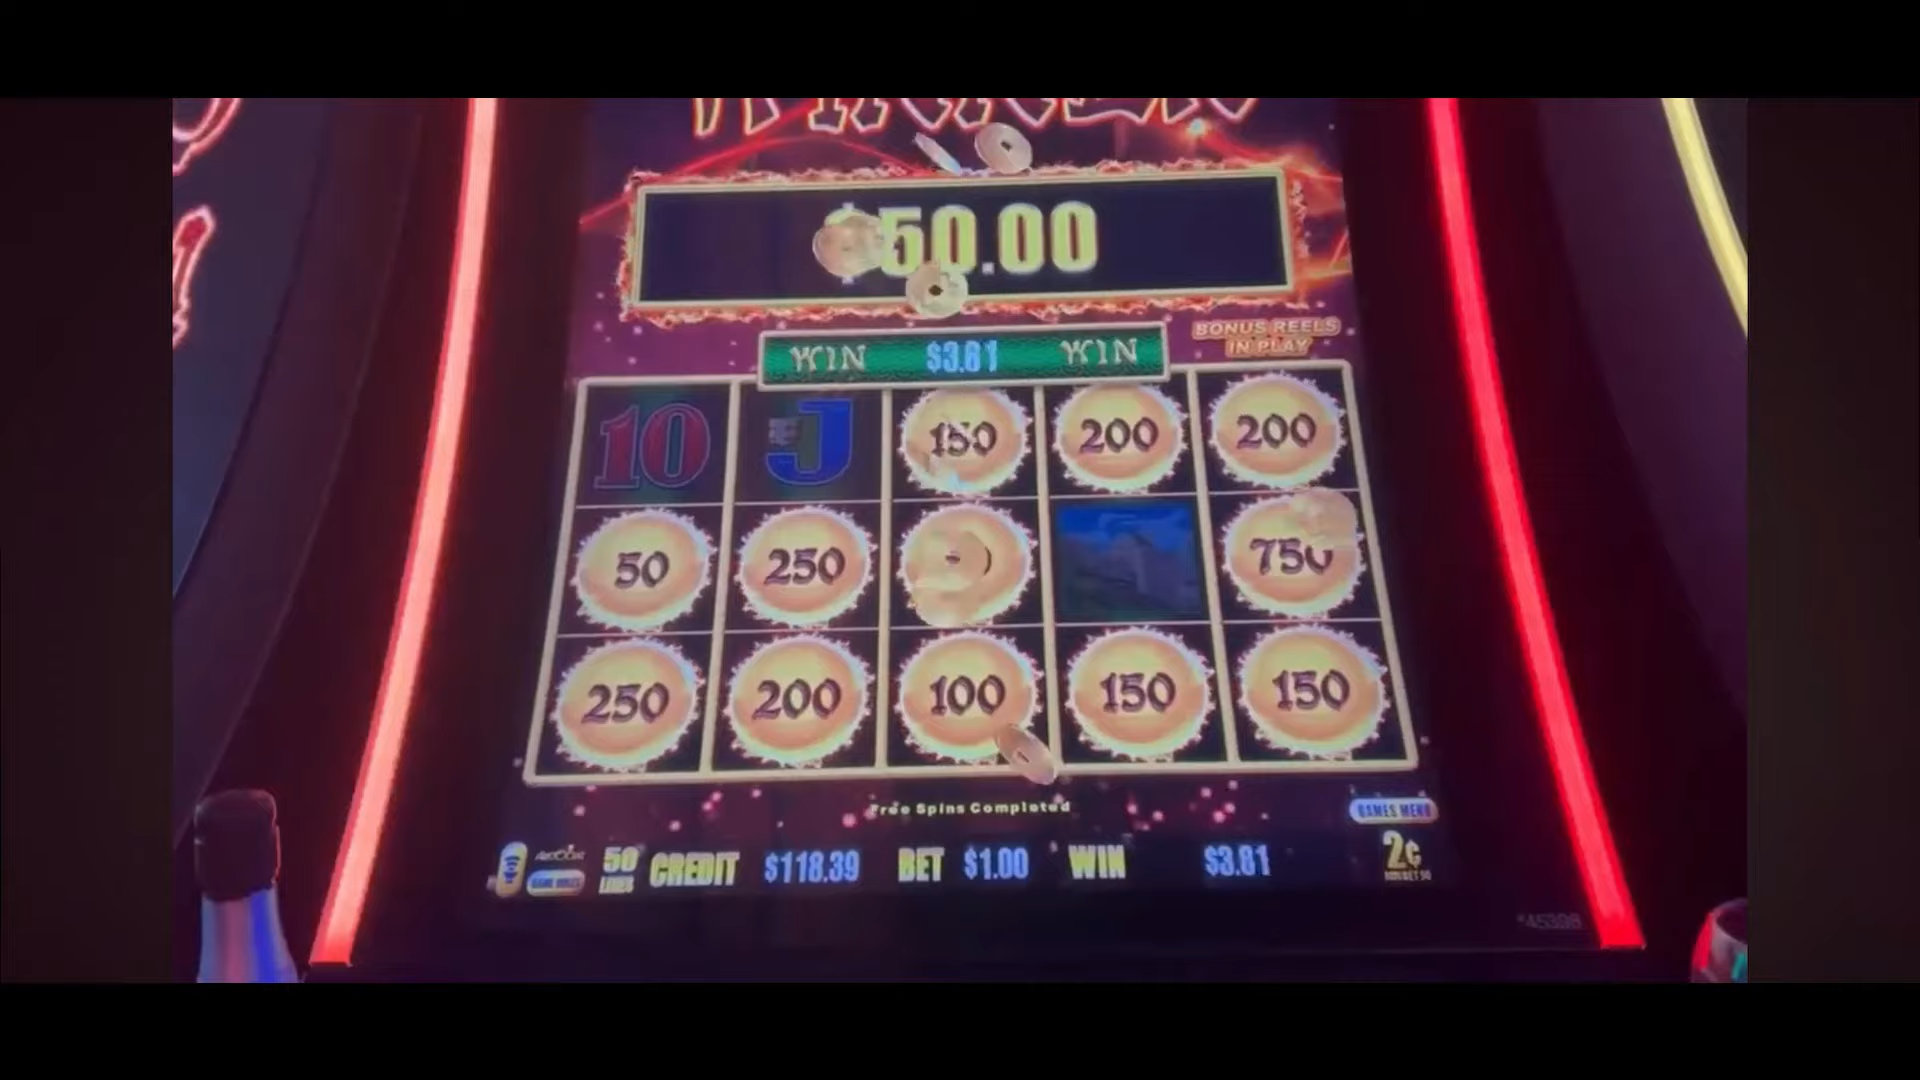 $50.00
WIN $3.81 WIN
BONUS REELS
IN PLAY
10 J 150 200 200
50 250 750
250 200 100 150 150
Free Spins Completed
GAMES MENU
50 LINES CREDIT $118.39 BET $1.00 WIN $3.81 2¢